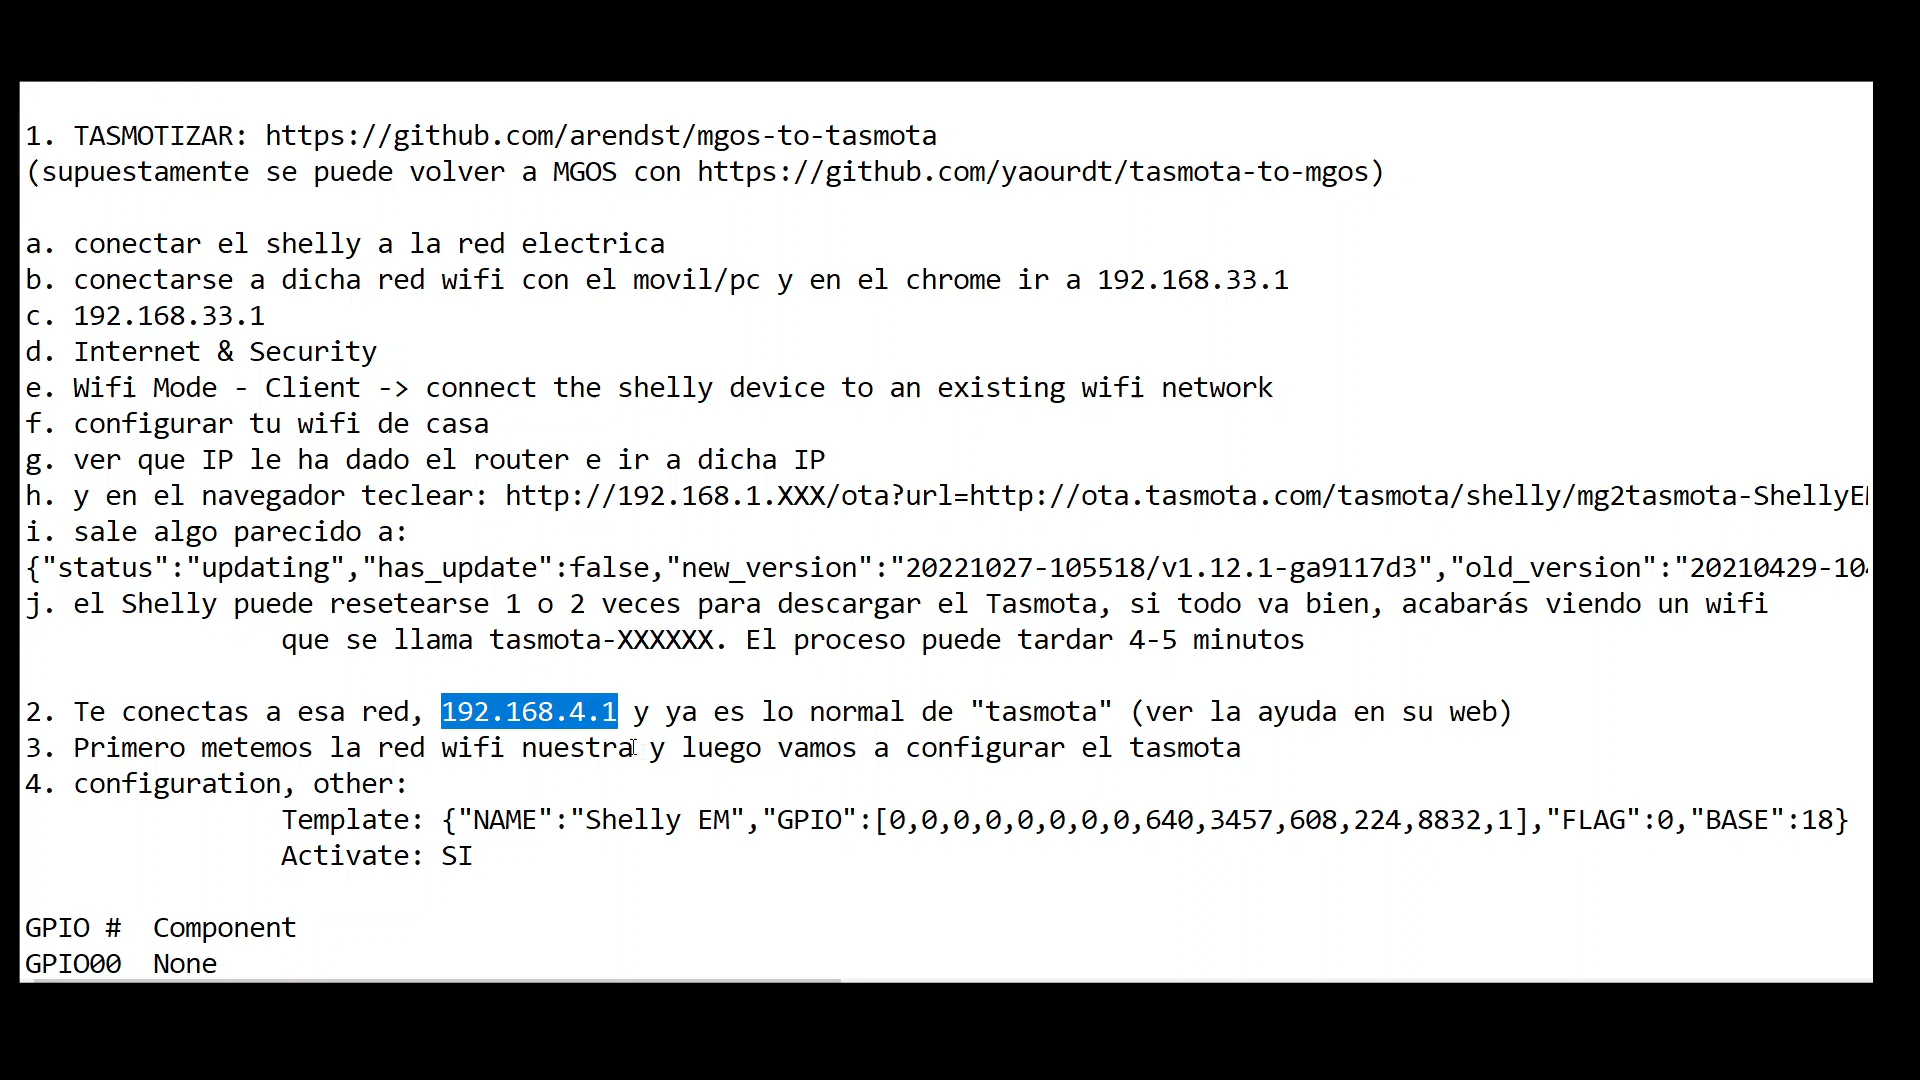 1. TASMOTIZAR: https://github.com/arendst/mgos-to-tasmota
(supuestamente se puede volver a MGOS con https://github.com/yaourdt/tasmota-to-mgos)
a. conectar el shelly a la red electrica
b. conectarse a dicha red wifi con el movil/pc y en el chrome ir a 192.168.33.1
c. 192.168.33.1
d. Internet & Security
e. Wifi Mode - Client -> connect the shelly device to an existing wifi network
f. configurar tu wifi de casa
g. ver que IP le ha dado el router e ir a dicha IP
h. y en el navegador teclear: http://192.168.1.XXX/ota?url=http://ota.tasmota.com/tasmota/shelly/mg2tasmota-ShellyE
i. sale algo parecido a:
{"status":"updating","has_update":false,"new_version":"20221027-105518/v1.12.1-ga9117d3","old_version":"20210429-10
j. el Shelly puede resetearse 1 o 2 veces para descargar el Tasmota, si todo va bien, acabarás viendo un wifi
que se llama tasmota-XXXXXX. El proceso puede tardar 4-5 minutos
2. Te conectas a esa red, 192.168.4.1 y ya es lo normal de "tasmota" (ver la ayuda en su web)
3. Primero metemos la red wifi nuestra y luego vamos a configurar el tasmota
4. configuration, other:
Template: {"NAME":"Shelly EM","GPIO":[0,0,0,0,0,0,0,0,640,3457,608,224,8832,1],"FLAG":0,"BASE":18}
Activate: SI
GPIO # Component
GPIO00 None